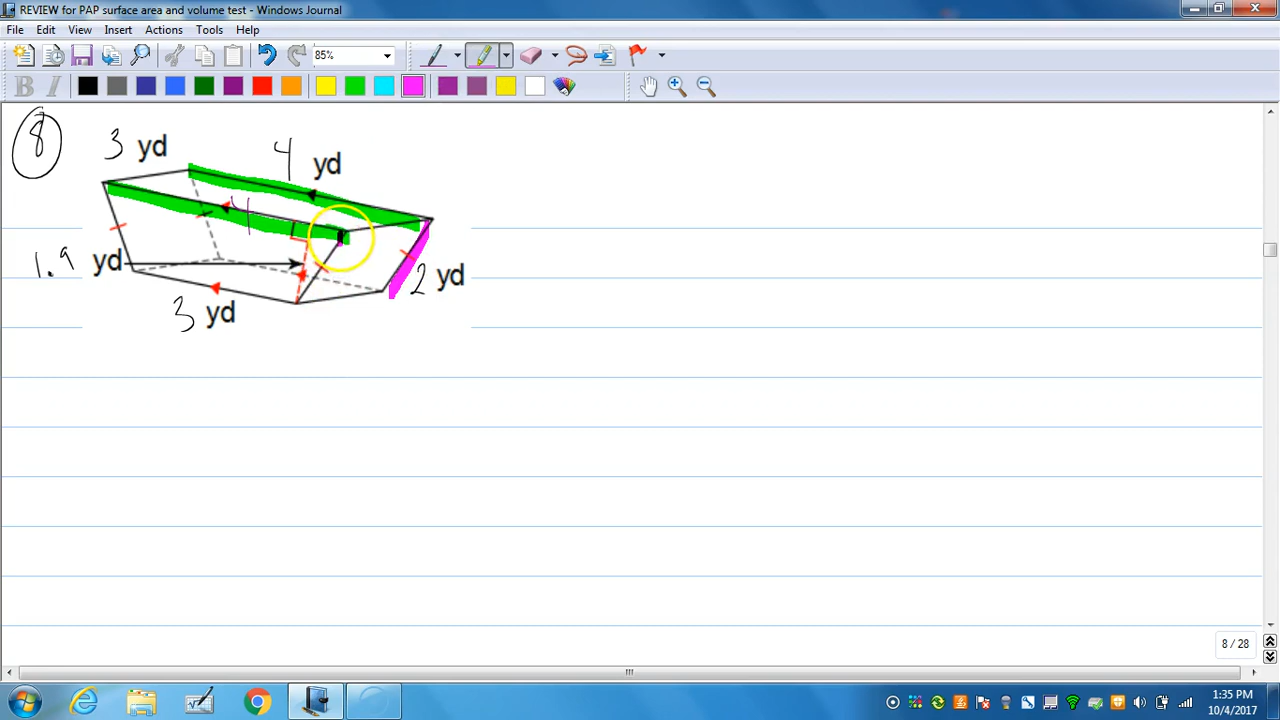 REVIEW for PAP surface area and volume test - Windows Journal
File Edit View Insert Actions Tools Help
85%
B I
8
3 yd
4 yd
4
1.9 yd
2 yd
3 yd
8 / 28
1:35 PM
10/4/2017